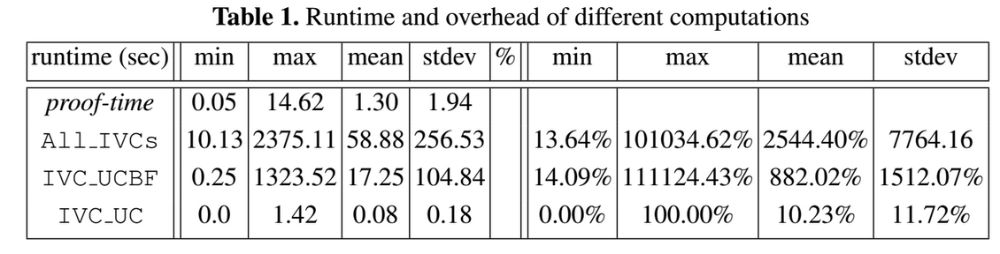 Table 1. Runtime and overhead of different computations
runtime (sec) min max mean stdev % min max mean stdev
proof-time 0.05 14.62 1.30 1.94
All_IVCs 10.13 2375.11 58.88 256.53 13.64% 101034.62% 2544.40% 7764.16
IVC_UCBF 0.25 1323.52 17.25 104.84 14.09% 111124.43% 882.02% 1512.07%
IVC_UC 0.0 1.42 0.08 0.18 0.00% 100.00% 10.23% 11.72%